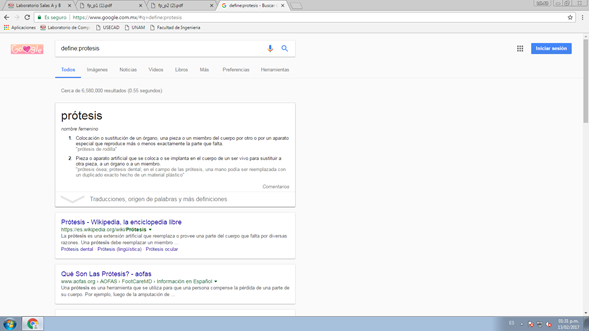 Laboratorio Salas A y B
fp_p1 (1).pdf
fp_p2 (2).pdf
define:protesis - Buscar
Es seguro https://www.google.com.mx/#q=define:protesis
Aplicaciones Laboratorio de Comp USECAD UNAM Facultad de Ingeniería
define:protesis
Iniciar sesión
Todos Imágenes Noticias Vídeos Libros Más Preferencias Herramientas
Cerca de 6,580,000 resultados (0.55 segundos)
prótesis
nombre femenino
1. Colocación o sustitución de un órgano, una pieza o un miembro del cuerpo por otro o por un aparato
especial que reproduce más o menos exactamente la parte que falta.
"prótesis de rodilla"
2. Pieza o aparato artificial que se coloca o se implanta en el cuerpo de un ser vivo para sustituir a
otra pieza, a un órgano o a un miembro.
"prótesis ósea; prótesis dental; en el campo de las prótesis, una mano podía ser reemplazada con
un duplicado exacto hecho de un material plástico"
Comentarios
Traducciones, origen de palabras y más definiciones
Prótesis - Wikipedia, la enciclopedia libre
https://es.wikipedia.org/wiki/Prótesis
La prótesis es una extensión artificial que reemplaza o provee una parte del cuerpo que falta por diversas
razones. Una prótesis debe reemplazar un miembro ...
Prótesis dental · Prótesis (lingüística) · Prótesis ocular
Qué Son Las Prótesis? - aofas
www.aofas.org › AOFAS › FootCareMD › Información en Español
Una prótesis es una herramienta que se utiliza para que una persona compense la pérdida de una parte de
su cuerpo. Por ejemplo, luego de la amputación de ...
ES
13/02/2017